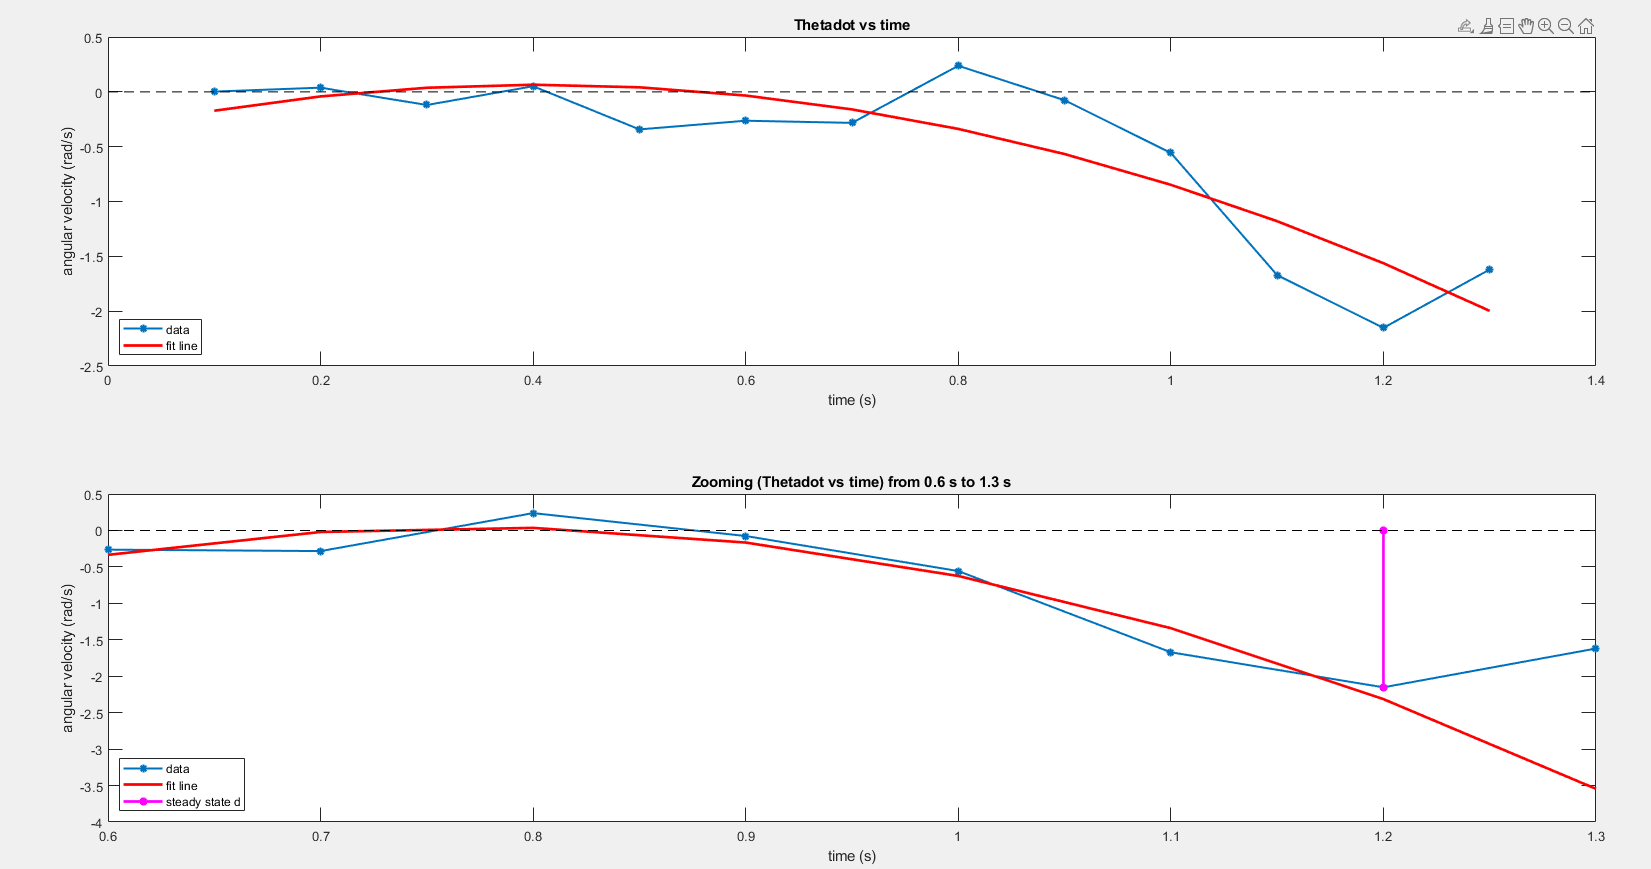 Thetadot vs time
0.5
0
-0.5
-1
-1.5
-2
-2.5
angular velocity (rad/s)
data
fit line
0 0.2 0.4 0.6 0.8 1 1.2 1.4
time (s)
Zooming (Thetadot vs time) from 0.6 s to 1.3 s
0.5
0
-0.5
-1
-1.5
-2
-2.5
-3
-3.5
-4
angular velocity (rad/s)
data
fit line
steady state d
0.6 0.7 0.8 0.9 1 1.1 1.2 1.3
time (s)